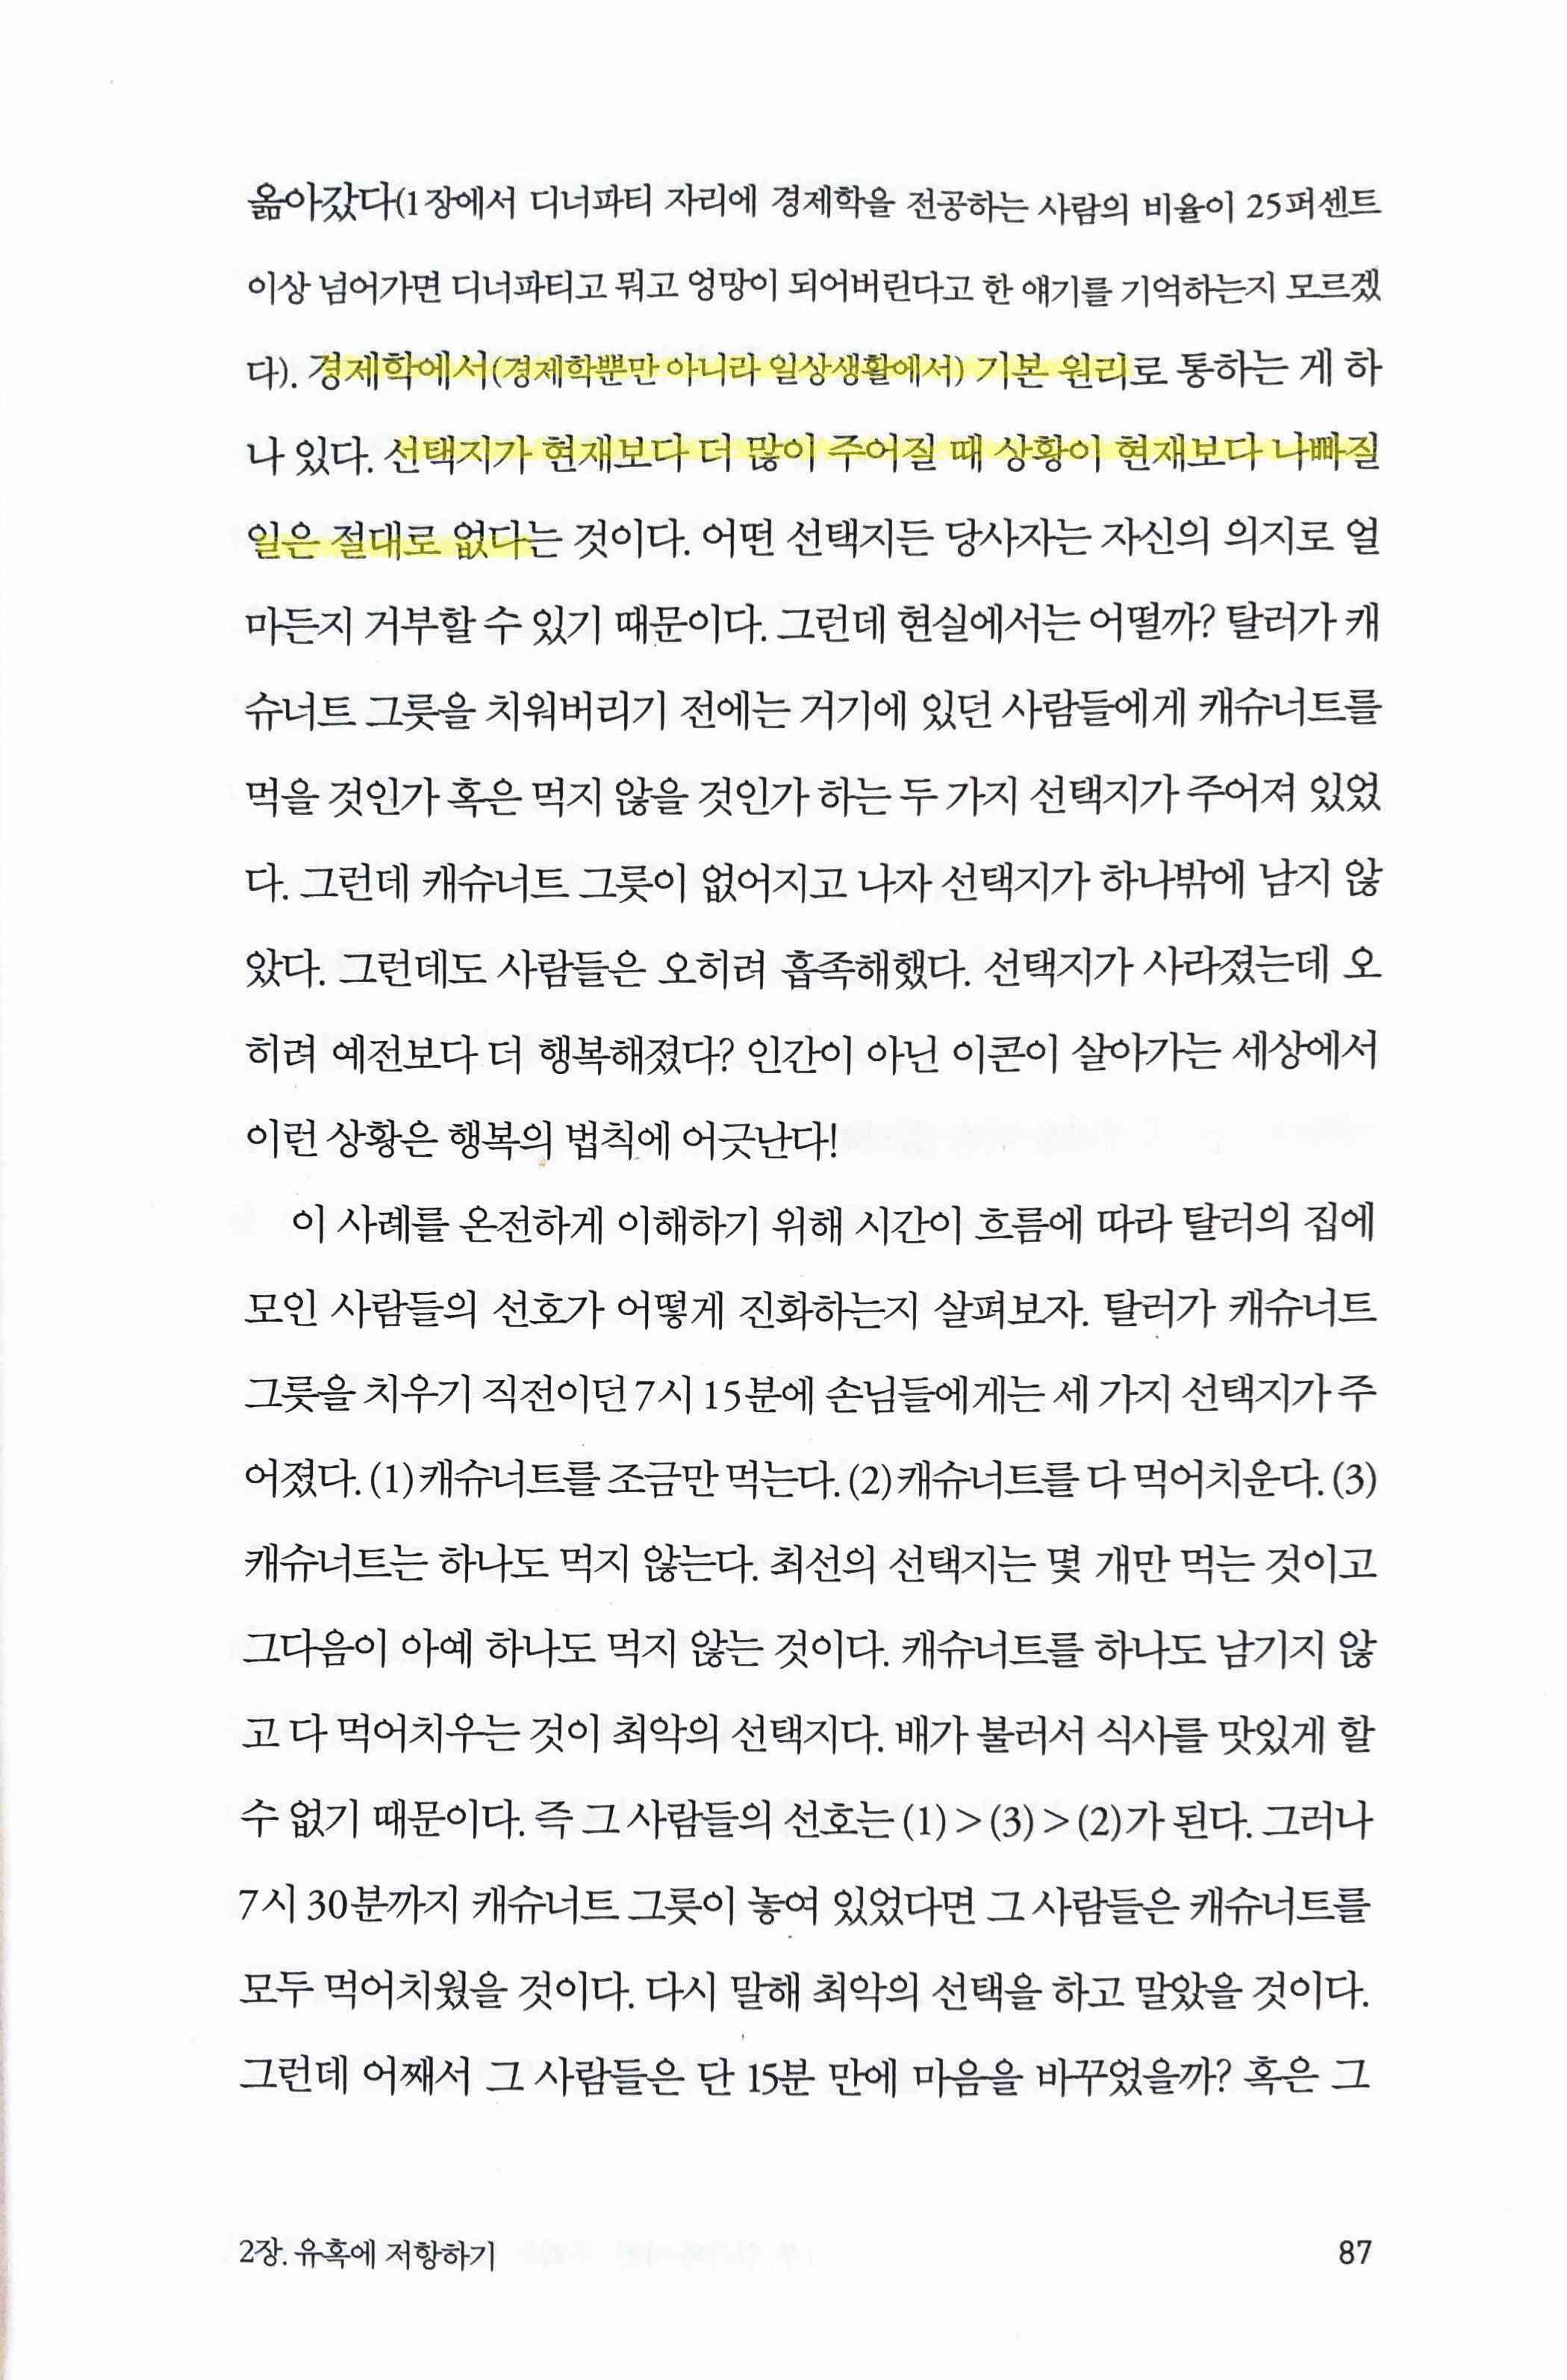 옮아갔다(1장에서 디너파티 자리에 경제학을 전공하는 사람의 비율이 25퍼센트
이상 넘어가면 디너파티고 뭐고 엉망이 되어버린다고 한 얘기를 기억하는지 모르겠
다). 경제학에서(경제학뿐만 아니라 일상생활에서) 기본 원리로 통하는 게 하
나 있다. 선택지가 현재보다 더 많이 주어질 때 상황이 현재보다 나빠질
일은 절대로 없다는 것이다. 어떤 선택지든 당사자는 자신의 의지로 얼
마든지 거부할 수 있기 때문이다. 그런데 현실에서는 어떨까? 탈러가 캐
슈너트 그릇을 치워버리기 전에는 거기에 있던 사람들에게 캐슈너트를
먹을 것인가 혹은 먹지 않을 것인가 하는 두 가지 선택지가 주어져 있었
다. 그런데 캐슈너트 그릇이 없어지고 나자 선택지가 하나밖에 남지 않
았다. 그런데도 사람들은 오히려 흡족해했다. 선택지가 사라졌는데 오
히려 예전보다 더 행복해졌다? 인간이 아닌 이콘이 살아가는 세상에서
이런 상황은 행복의 법칙에 어긋난다!
이 사례를 온전하게 이해하기 위해 시간이 흐름에 따라 탈러의 집에
모인 사람들의 선호가 어떻게 진화하는지 살펴보자. 탈러가 캐슈너트
그릇을 치우기 직전이던 7시 15분에 손님들에게는 세 가지 선택지가 주
어졌다. (1)캐슈너트를 조금만 먹는다. (2)캐슈너트를 다 먹어치운다. (3)
캐슈너트는 하나도 먹지 않는다. 최선의 선택지는 몇 개만 먹는 것이고
그다음이 아예 하나도 먹지 않는 것이다. 캐슈너트를 하나도 남기지 않
고 다 먹어치우는 것이 최악의 선택지다. 배가 불러서 식사를 맛있게 할
수 없기 때문이다. 즉 그 사람들의 선호는 (1) > (3) > (2)가 된다. 그러나
7시 30분까지 캐슈너트 그릇이 놓여 있었다면 그 사람들은 캐슈너트를
모두 먹어치웠을 것이다. 다시 말해 최악의 선택을 하고 말았을 것이다.
그런데 어째서 그 사람들은 단 15분 만에 마음을 바꾸었을까? 혹은 그
2장. 유혹에 저항하기
87